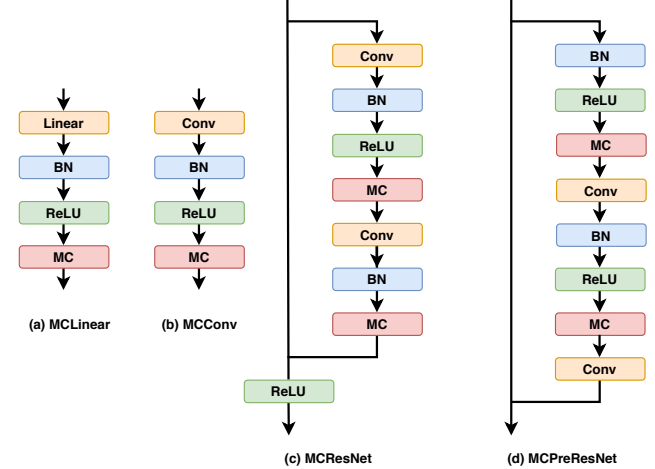 Linear
BN
ReLU
MC
(a) MCLinear
Conv
BN
ReLU
MC
(b) MCConv
Conv
BN
ReLU
MC
Conv
BN
MC
ReLU
(c) MCResNet
BN
ReLU
MC
Conv
BN
ReLU
MC
Conv
(d) MCPreResNet